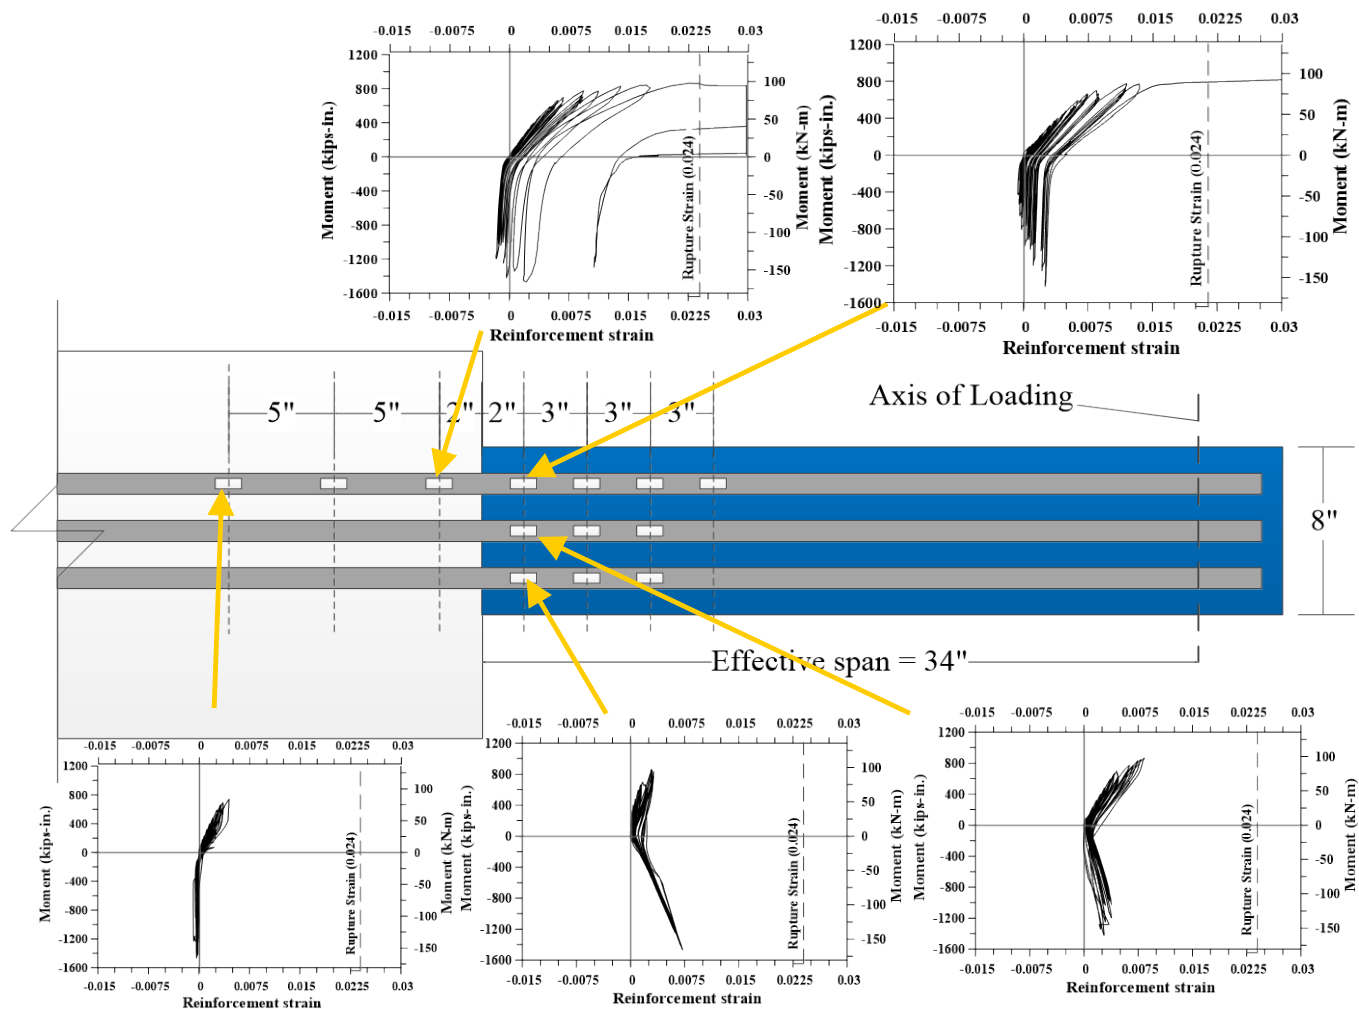 -0.015 -0.0075 0 0.0075 0.015 0.0225 0.03
1200
800
400
0
-400
-800
-1200
-1600
Moment (kips-in.)
100
50
0
-50
-100
-150
Moment (kN-m)
Rupture Strain (0.024)
-0.015 -0.0075 0 0.0075 0.015 0.0225 0.03
Reinforcement strain
-0.015 -0.0075 0 0.0075 0.015 0.0225 0.03
1200
800
400
0
-400
-800
-1200
-1600
Moment (kips-in.)
100
50
0
-50
-100
-150
Moment (kN-m)
Rupture Strain (0.024)
-0.015 -0.0075 0 0.0075 0.015 0.0225 0.03
Reinforcement strain
Axis of Loading
5" 5" 2" 2" 3" 3" 3"
8"
Effective span = 34"
-0.015 -0.0075 0 0.0075 0.015 0.0225 0.03
1200
800
400
0
-400
-800
-1200
-1600
Moment (kips-in.)
100
50
0
-50
-100
-150
Moment (kN-m)
Rupture Strain (0.024)
-0.015 -0.0075 0 0.0075 0.015 0.0225 0.03
Reinforcement strain
-0.015 -0.0075 0 0.0075 0.015 0.0225 0.03
1200
800
400
0
-400
-800
-1200
-1600
Moment (kips-in.)
100
50
0
-50
-100
-150
Moment (kN-m)
Rupture Strain (0.024)
-0.015 -0.0075 0 0.0075 0.015 0.0225 0.03
Reinforcement strain
-0.015 -0.0075 0 0.0075 0.015 0.0225 0.03
1200
800
400
0
-400
-800
-1200
-1600
Moment (kips-in.)
100
50
0
-50
-100
-150
Moment (kN-m)
Rupture Strain (0.024)
-0.015 -0.0075 0 0.0075 0.015 0.0225 0.03
Reinforcement strain